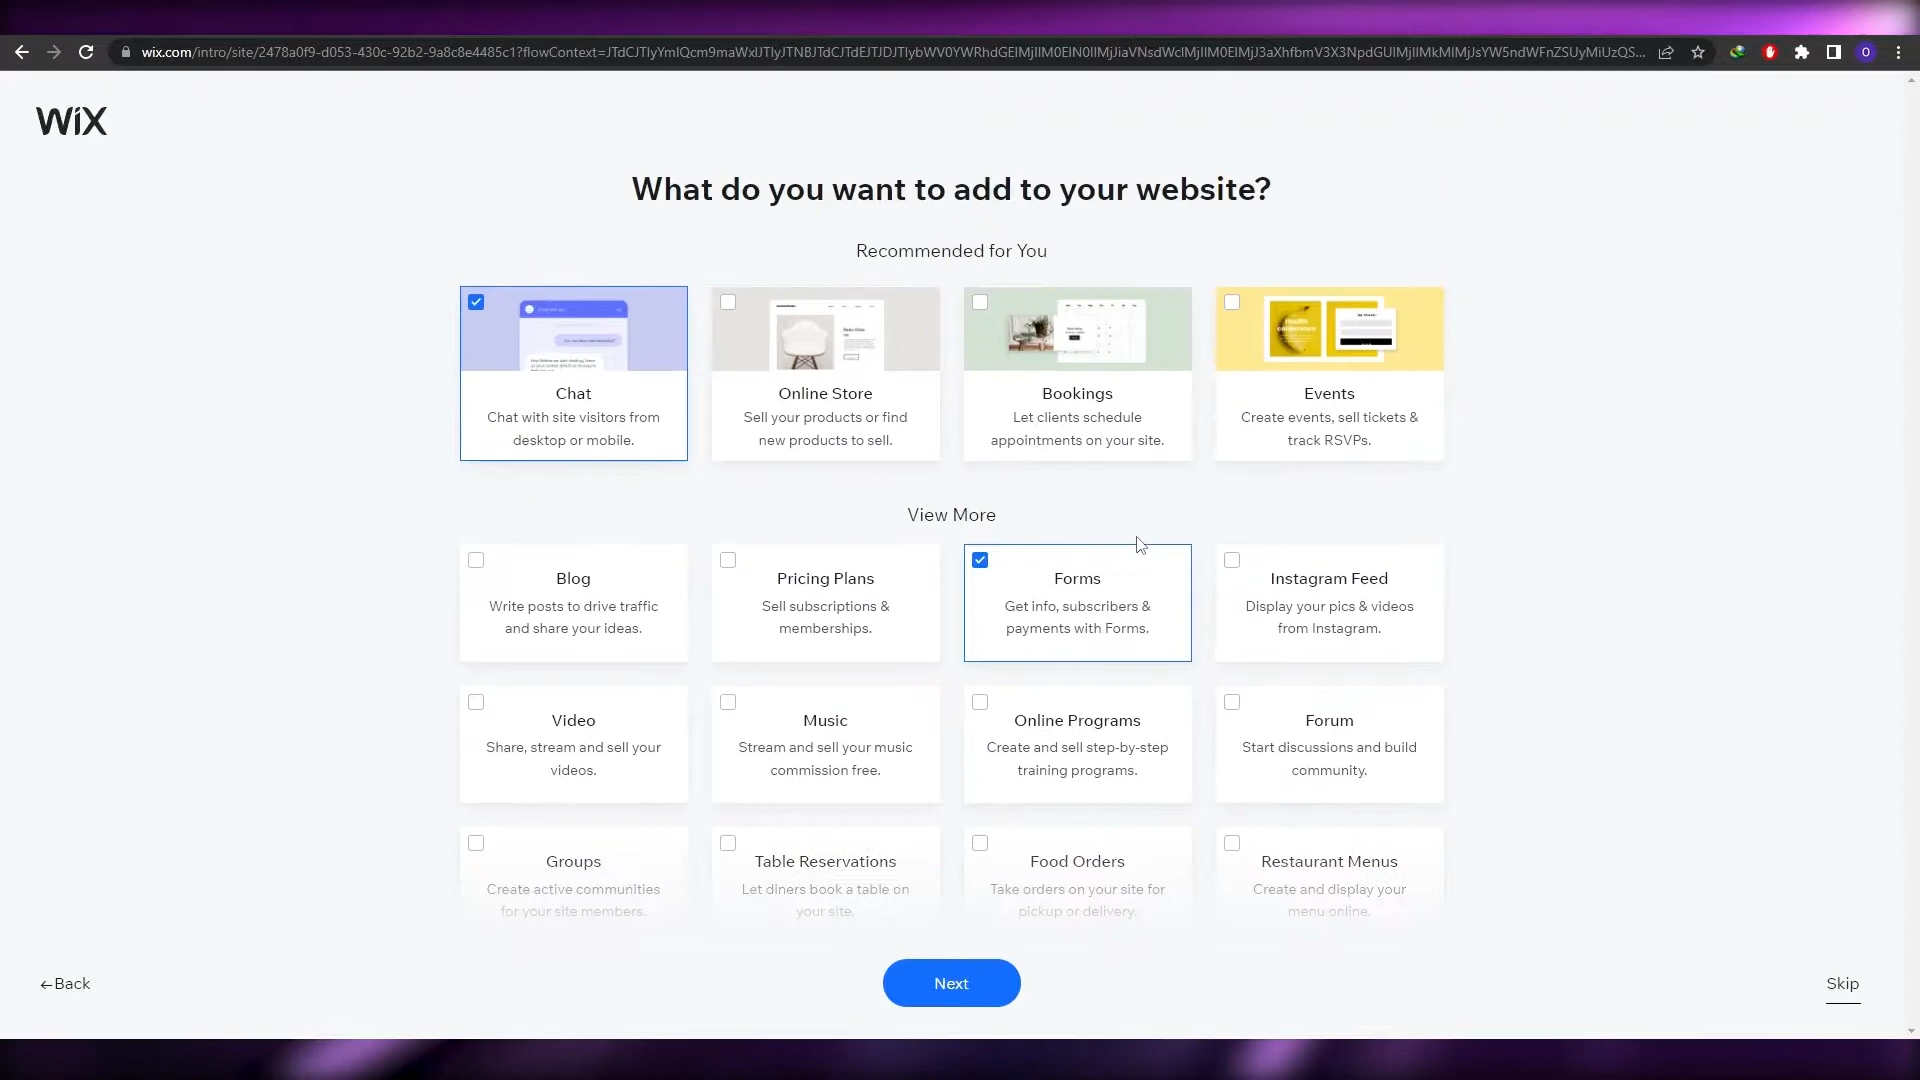 WiX
What do you want to add to your website?
Recommended for You
Chat
Chat with site visitors from
desktop or mobile.
Online Store
Sell your products or find
new products to sell.
Bookings
Let clients schedule
appointments on your site.
Events
Create events, sell tickets &
track RSVPs.
View More
Blog
Write posts to drive traffic
and share your ideas.
Pricing Plans
Sell subscriptions &
memberships.
Forms
Get info, subscribers &
payments with Forms.
Instagram Feed
Display your pics & videos
from Instagram.
Video
Share, stream and sell your
videos.
Music
Stream and sell your music
commission free.
Online Programs
Create and sell step-by-step
training programs.
Forum
Start discussions and build
community.
Groups
Create active communities
for your site members.
Table Reservations
Let diners book a table on
your site.
Food Orders
Take orders on your site for
pickup or delivery.
Restaurant Menus
Create and display your
menu online.
←Back
Next
Skip